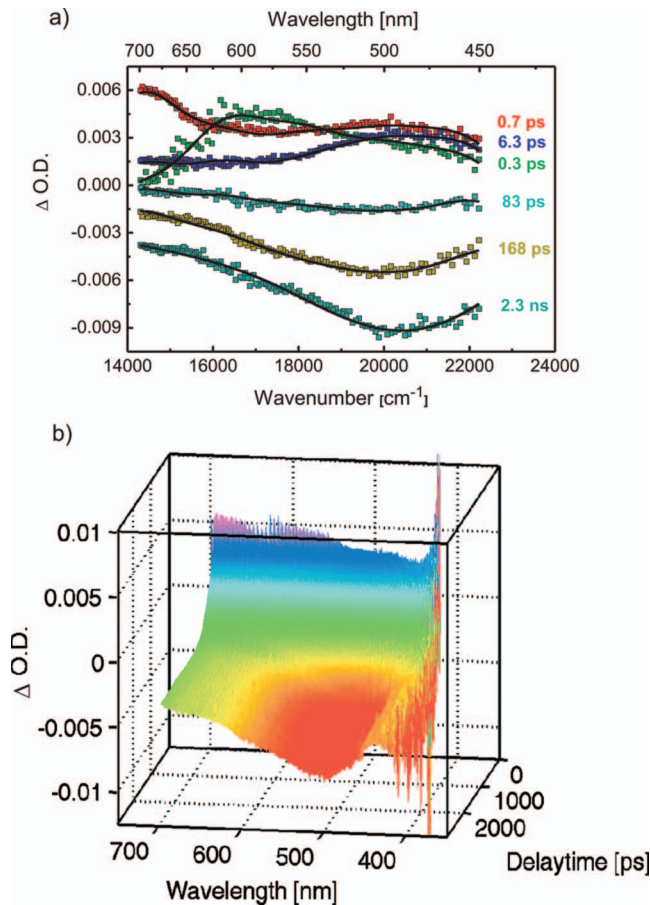 a)
Wavelength [nm]
700 650 600 550 500 450
0.006
0.003
0.000
-0.003
-0.006
-0.009
Δ O.D.
0.7 ps
6.3 ps
0.3 ps
83 ps
168 ps
2.3 ns
14000 16000 18000 20000 22000 24000
Wavenumber [cm⁻¹]
b)
0.01
0.005
0
-0.005
-0.01
Δ O.D.
700 600 500 400
Wavelength [nm]
0
1000
2000
Delaytime [ps]